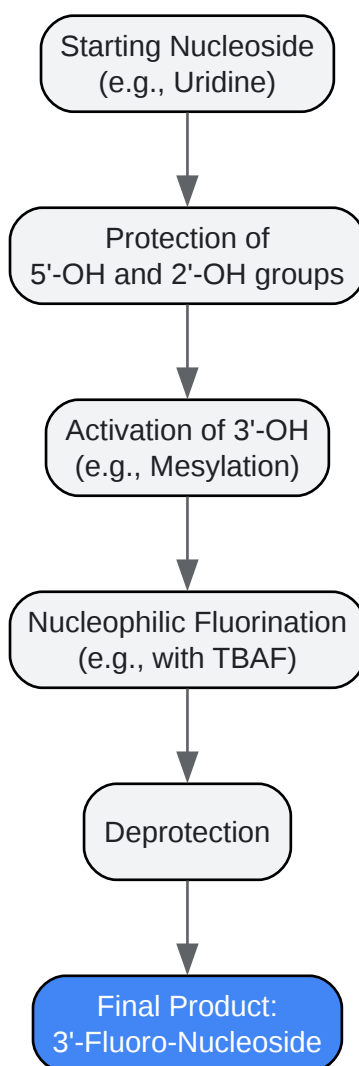 Starting Nucleoside
(e.g., Uridine)
Protection of
5'-OH and 2'-OH groups
Activation of 3'-OH
(e.g., Mesylation)
Nucleophilic Fluorination
(e.g., with TBAF)
Deprotection
Final Product:
3'-Fluoro-Nucleoside